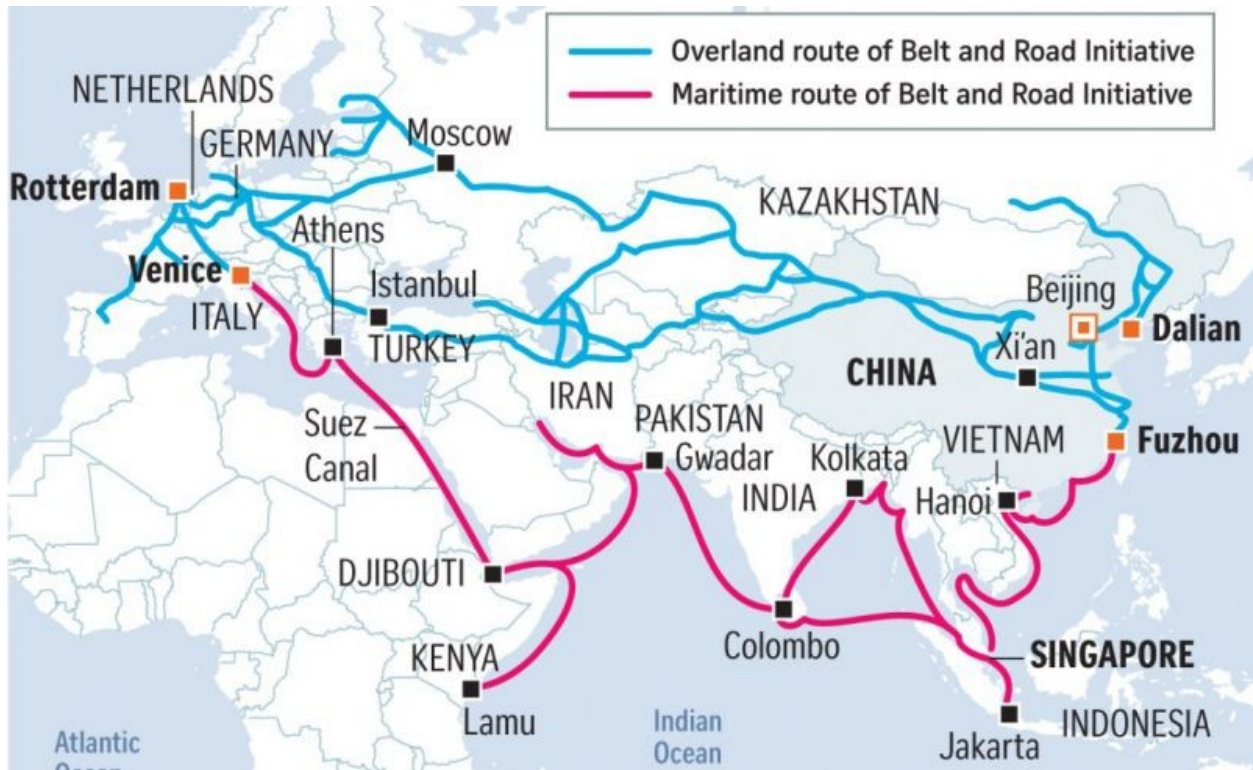 Overland route of Belt and Road Initiative
Maritime route of Belt and Road Initiative
NETHERLANDS
GERMANY
Moscow
Rotterdam
KAZAKHSTAN
Athens
Venice
Istanbul
Beijing
ITALY
TURKEY
Xi'an
Dalian
CHINA
IRAN
PAKISTAN
Suez
Canal
Gwadar
Kolkata
VIETNAM
Fuzhou
INDIA
Hanoi
DJIBOUTI
Colombo
KENYA
SINGAPORE
Lamu
Indian
Ocean
INDONESIA
Jakarta
Atlantic